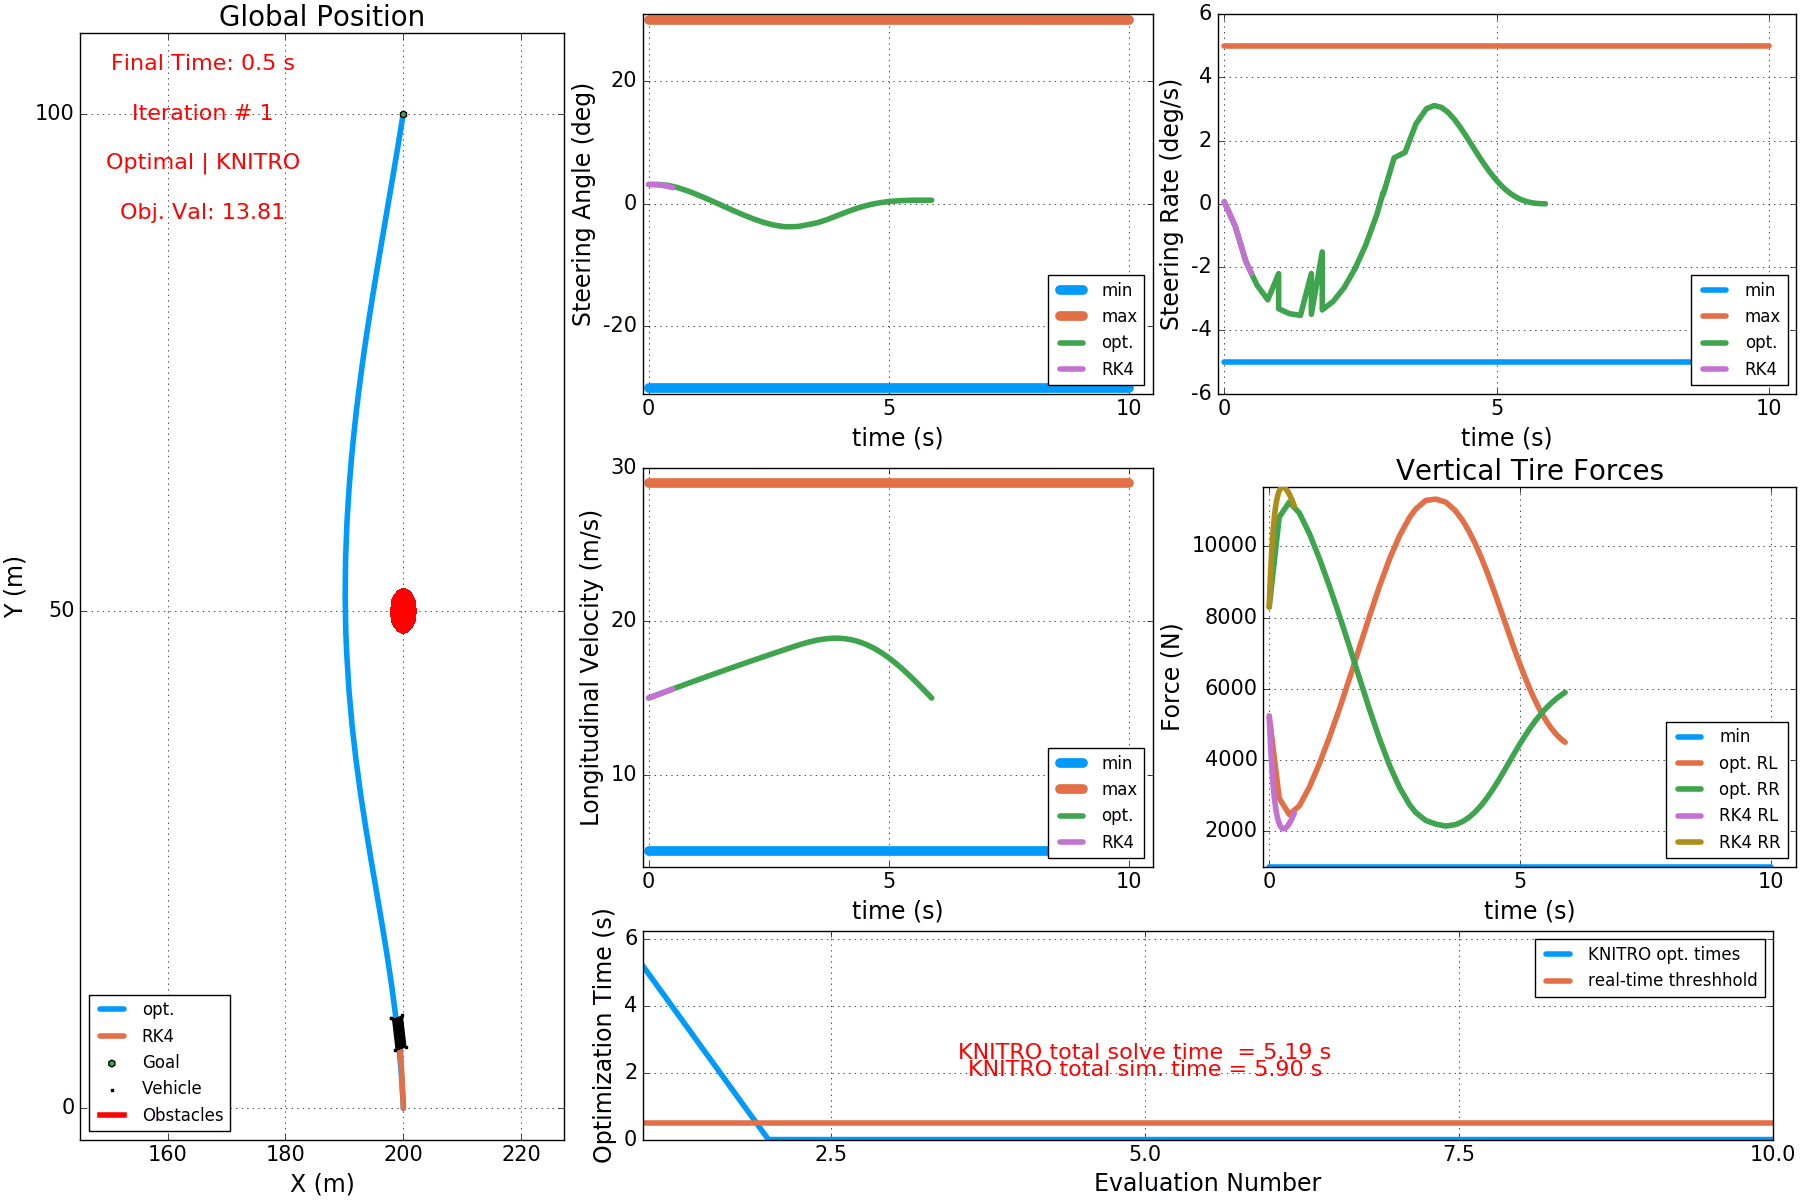 Global Position
Final Time: 0.5 s
Iteration # 1
Optimal | KNITRO
Obj. Val: 13.81
100
50
0
Y (m)
160
180
200
220
X (m)
opt.
RK4
Goal
Vehicle
Obstacles
Steering Angle (deg)
20
0
-20
0
5
10
time (s)
min
max
opt.
RK4
Steering Rate (deg/s)
6
4
2
0
-2
-4
-6
0
5
10
time (s)
min
max
opt.
RK4
Longitudinal Velocity (m/s)
30
20
10
0
5
10
time (s)
min
max
opt.
RK4
Vertical Tire Forces
Force (N)
10000
8000
6000
4000
2000
0
5
10
time (s)
min
opt. RL
opt. RR
RK4 RL
RK4 RR
Optimization Time (s)
6
4
2
0
KNITRO opt. times
real-time threshhold
KNITRO total solve time = 5.19 s
KNITRO total sim. time = 5.90 s
2.5
5.0
7.5
10.0
Evaluation Number